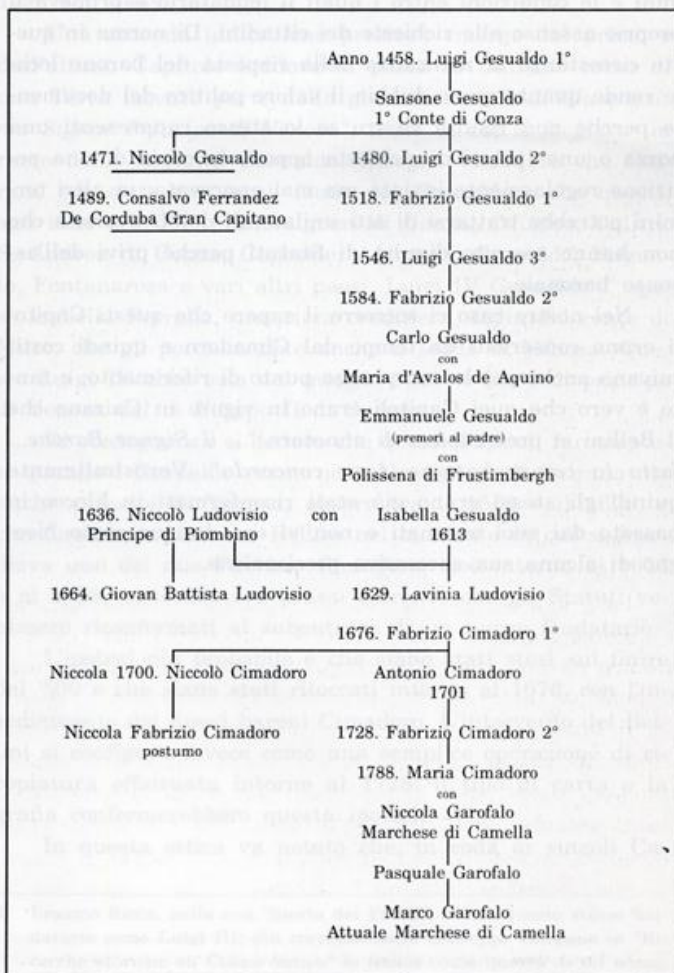 Anno 1458. Luigi Gesualdo 1°
Sansone Gesualdo
1° Conte di Conza
1471. Niccolò Gesualdo
1480. Luigi Gesualdo 2°
1489. Consalvo Ferrandez
De Corduba Gran Capitano
1518. Fabrizio Gesualdo 1°
1546. Luigi Gesualdo 3°
1584. Fabrizio Gesualdo 2°
Carlo Gesualdo
Maria d'Avalos de Aquino
Emmanuele Gesualdo
(premorì al padre)
con
Polissena di Frustimbergh
1636. Niccolò Ludovisio
Principe di Piombino
Isabella Gesualdo
1613
1664. Giovan Battista Ludovisio
1629. Lavinia Ludovisio
1676. Fabrizio Cimadoro 1°
Niccola 1700. Niccolò Cimadoro
Antonio Cimadoro
1701
Niccola Fabrizio Cimadoro
postumo
1728. Fabrizio Cimadoro 2°
1788. Maria Cimadoro
con
Niccola Garofalo
Marchese di Camella
Pasquale Garofalo
Marco Garofalo
Attuale Marchese di Camella